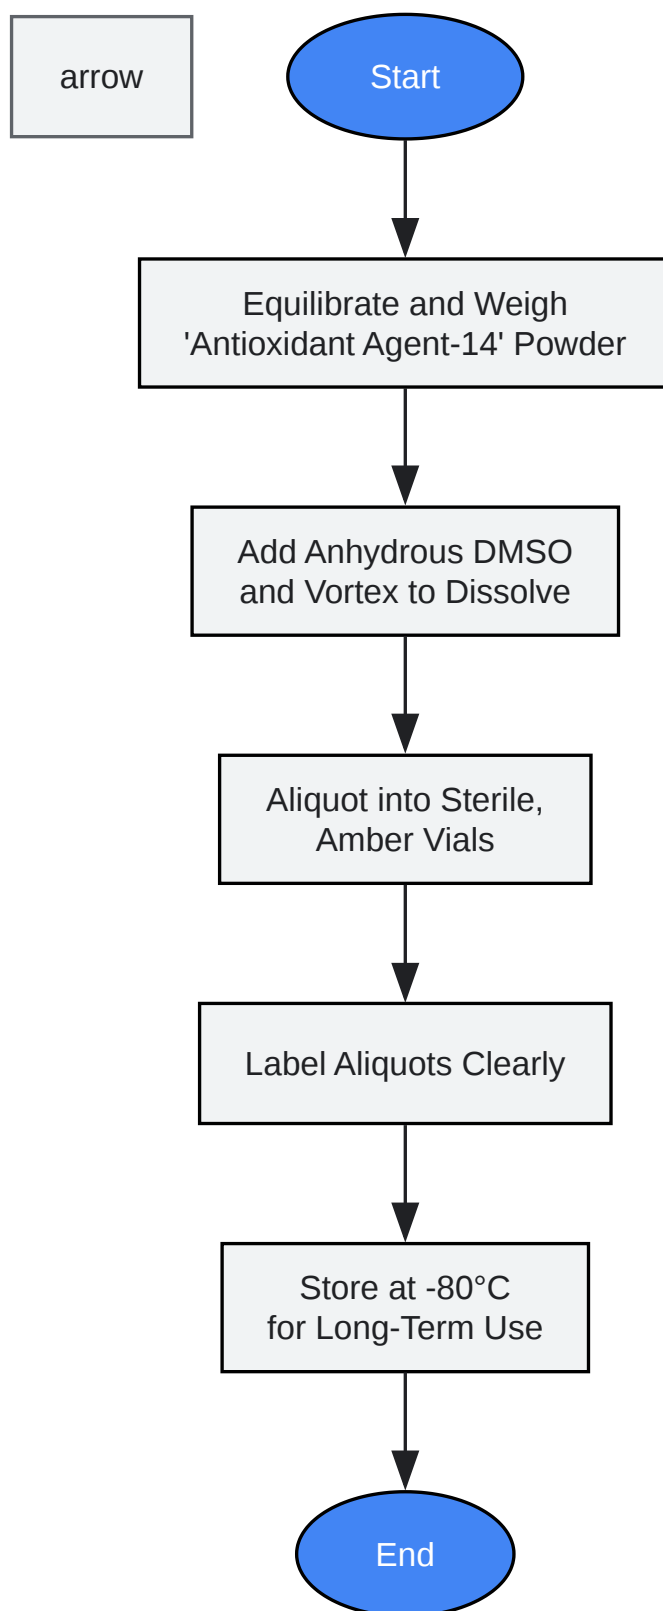 arrow
Start
Equilibrate and Weigh
'Antioxidant Agent-14' Powder
Add Anhydrous DMSO
and Vortex to Dissolve
Aliquot into Sterile,
Amber Vials
Label Aliquots Clearly
Store at -80°C
for Long-Term Use
End